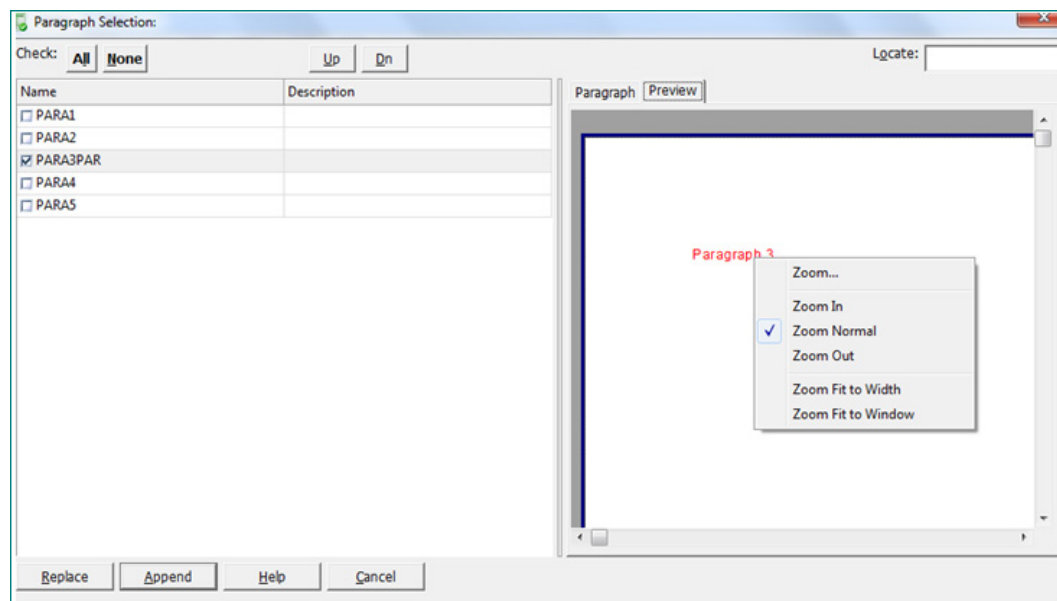 Paragraph Selection:
Check: All None Up Dn Locate:
Name Description
Paragraph Preview
PARA1
PARA2
PARA3PAR
PARA4
PARA5
Paragraph 3
Zoom...
Zoom In
Zoom Normal
Zoom Out
Zoom Fit to Width
Zoom Fit to Window
Replace Append Help Cancel